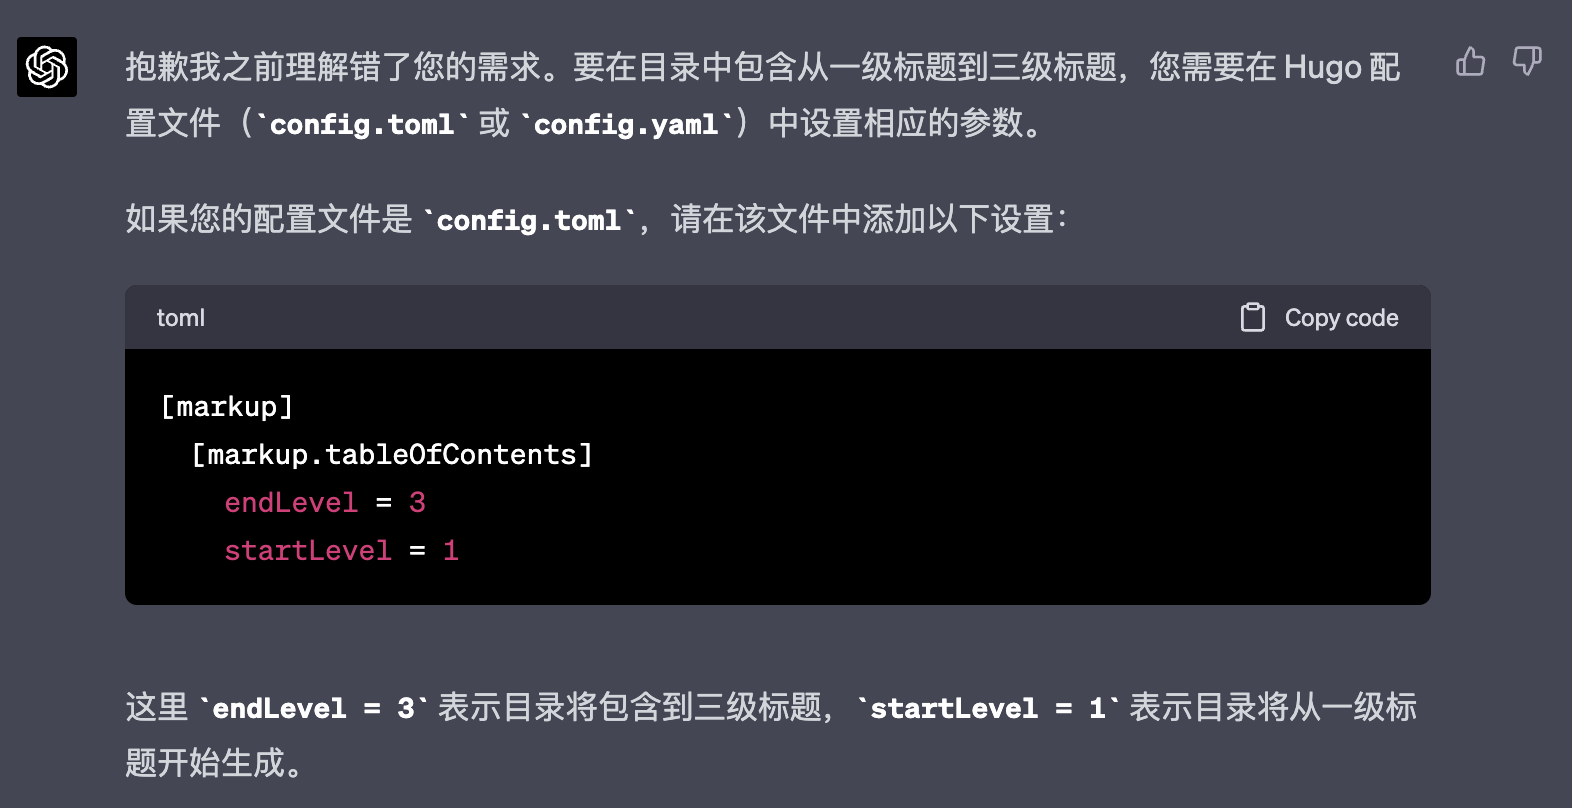 抱歉我之前理解错了您的需求。要在目录中包含从一级标题到三级标题，您需要在 Hugo 配
置文件（`config.toml` 或 `config.yaml`）中设置相应的参数。
如果您的配置文件是 `config.toml`，请在该文件中添加以下设置：
toml
Copy code
[markup]
  [markup.tableOfContents]
    endLevel = 3
    startLevel = 1
这里 `endLevel = 3` 表示目录将包含到三级标题，`startLevel = 1` 表示目录将从一级标
题开始生成。